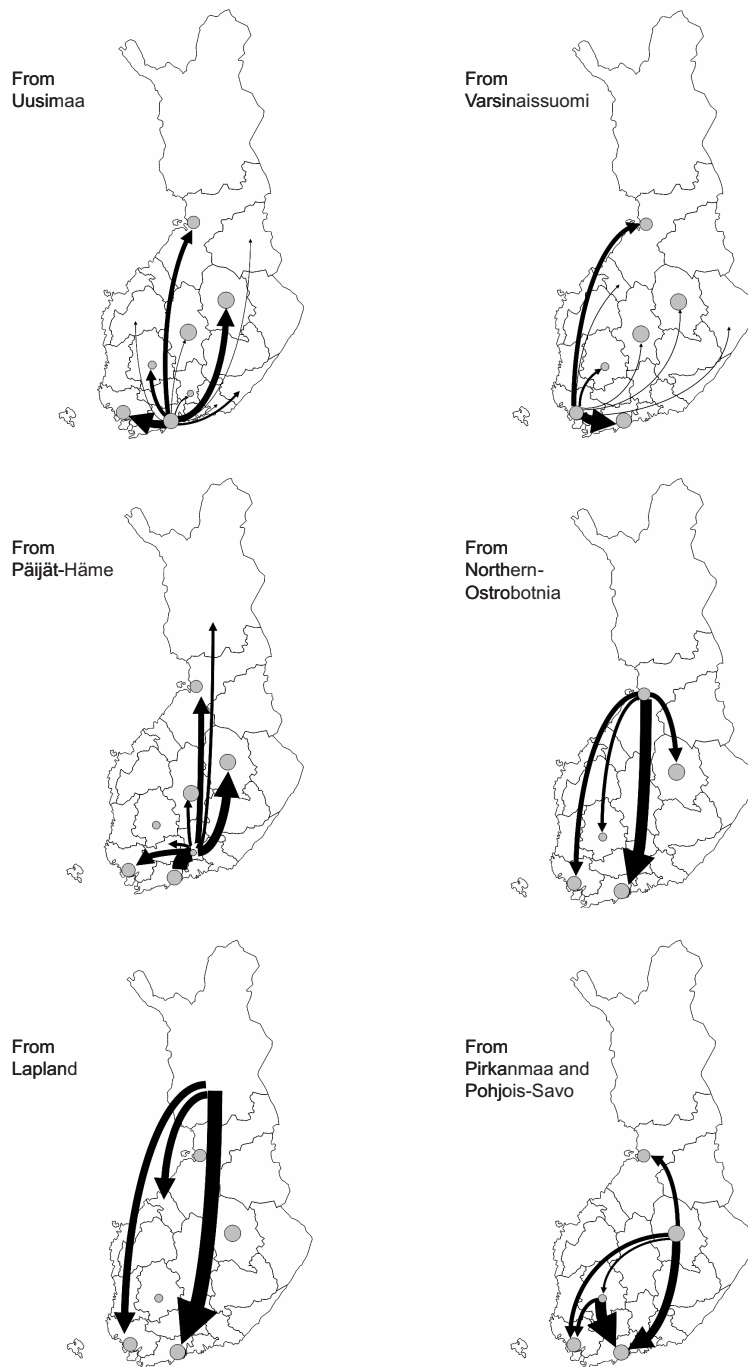 From
Uusimaa
From
Varsinaissuomi
From
Päijät-Häme
From
Northern-
Ostrobotnia
From
Lapland
From
Pirkanmaa and
Pohjois-Savo